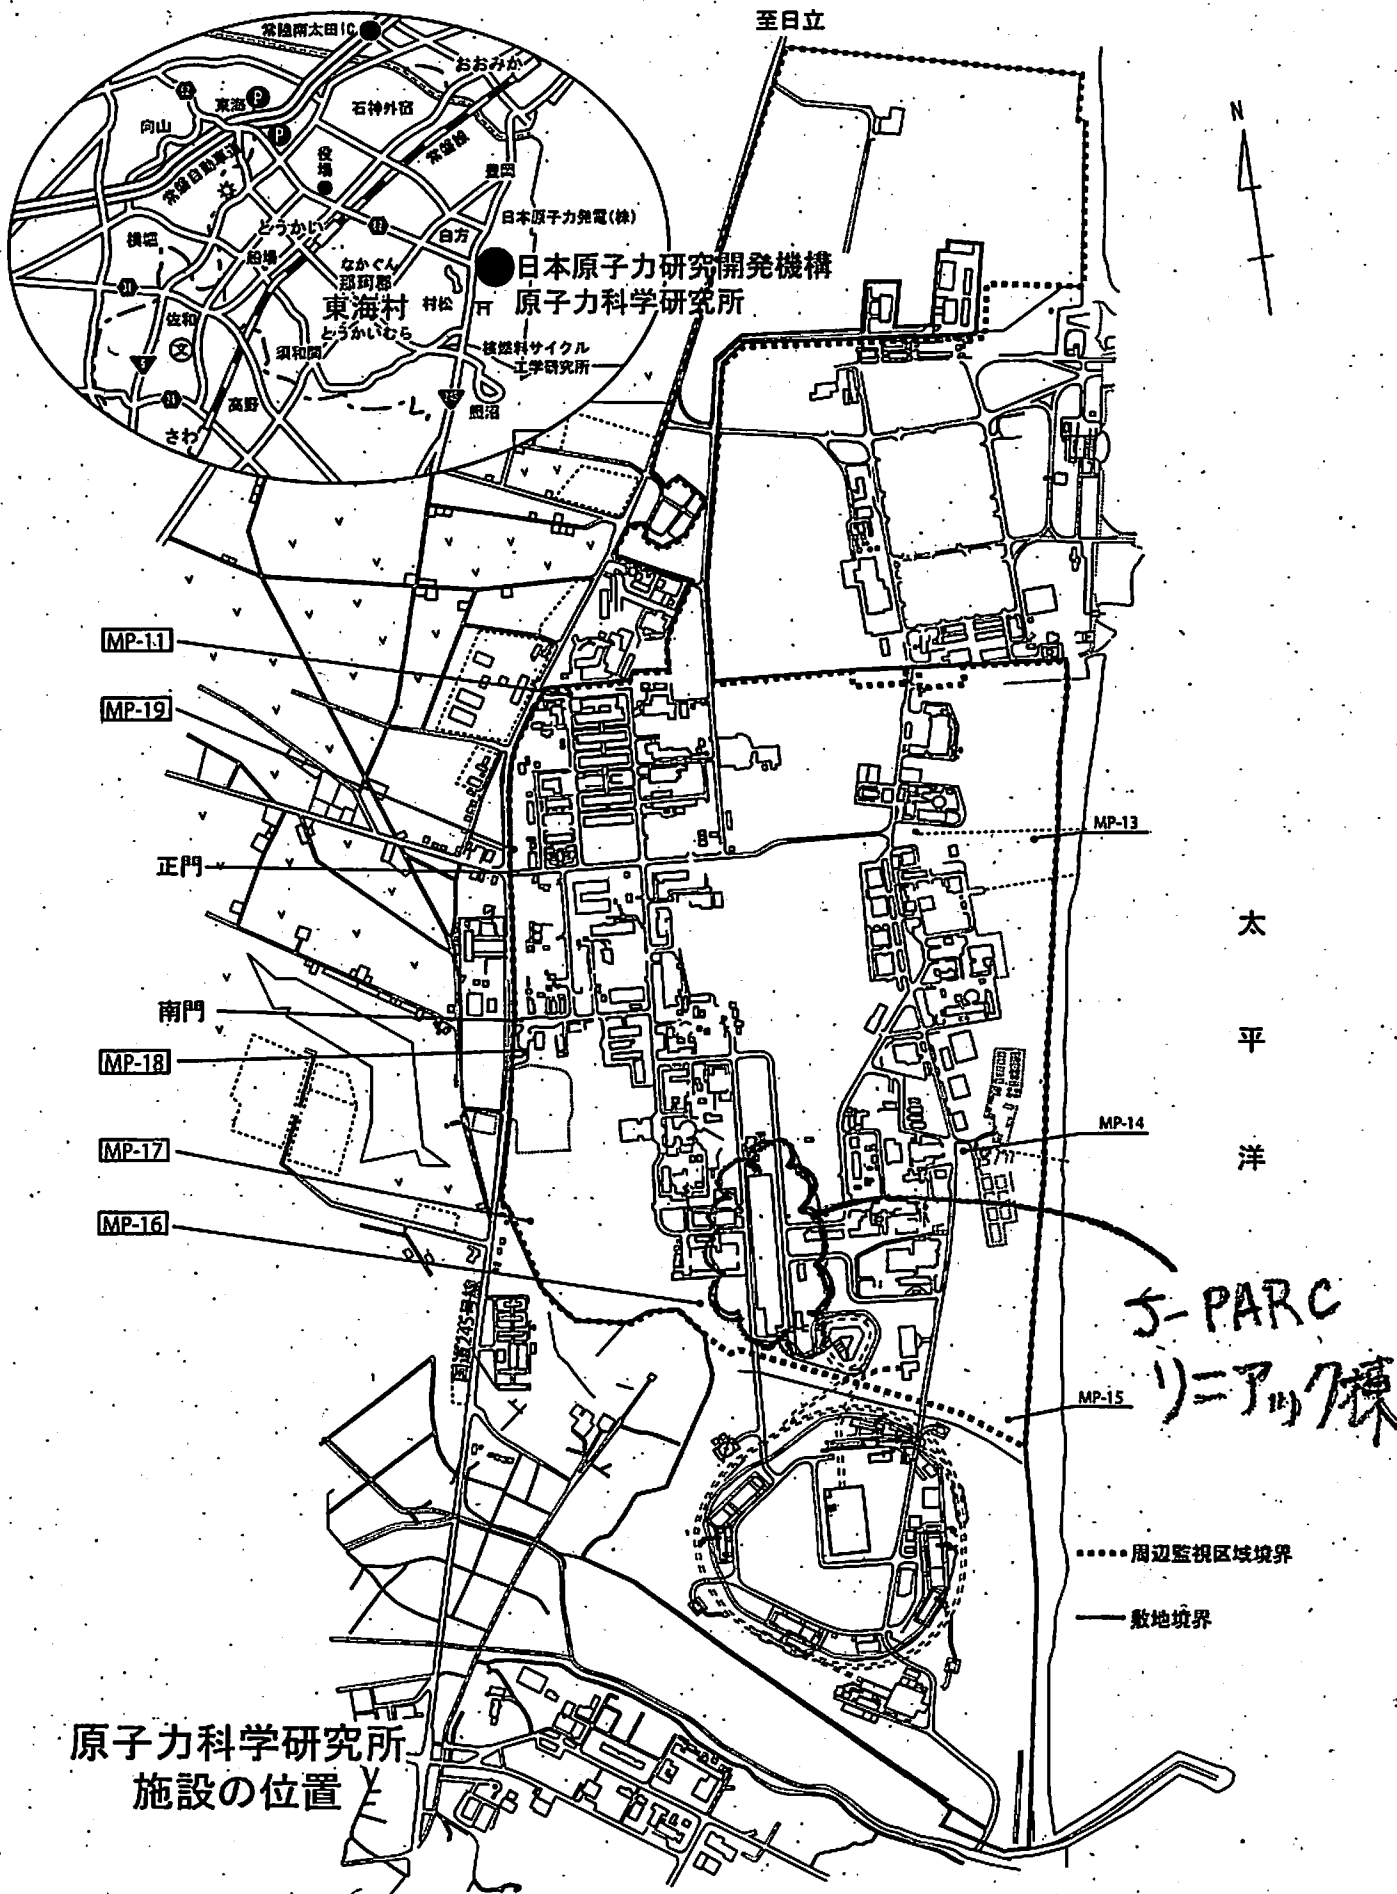 至日立
常陸南太田IC
おおみか
東海
P
石神外宿
向山
P
常磐線
役場
常磐自動車道
豊岡
日本原子力発電(株)
とうかい
白方
横堀
船場
日本原子力研究開発機構
なかぐん
那珂郡
原子力科学研究所
東海村
村松
とうかいむら
佐和
須和間
核燃料サイクル
工学研究所
文
6
245
高野
照沼
さわ
N
MP-11
MP-19
MP-13
正門
太
平
洋
南門
MP-18
MP-14
MP-17
MP-16
国道245号線
J-PARC
リニアック棟
MP-15
周辺監視区域境界
敷地境界
原子力科学研究所
施設の位置